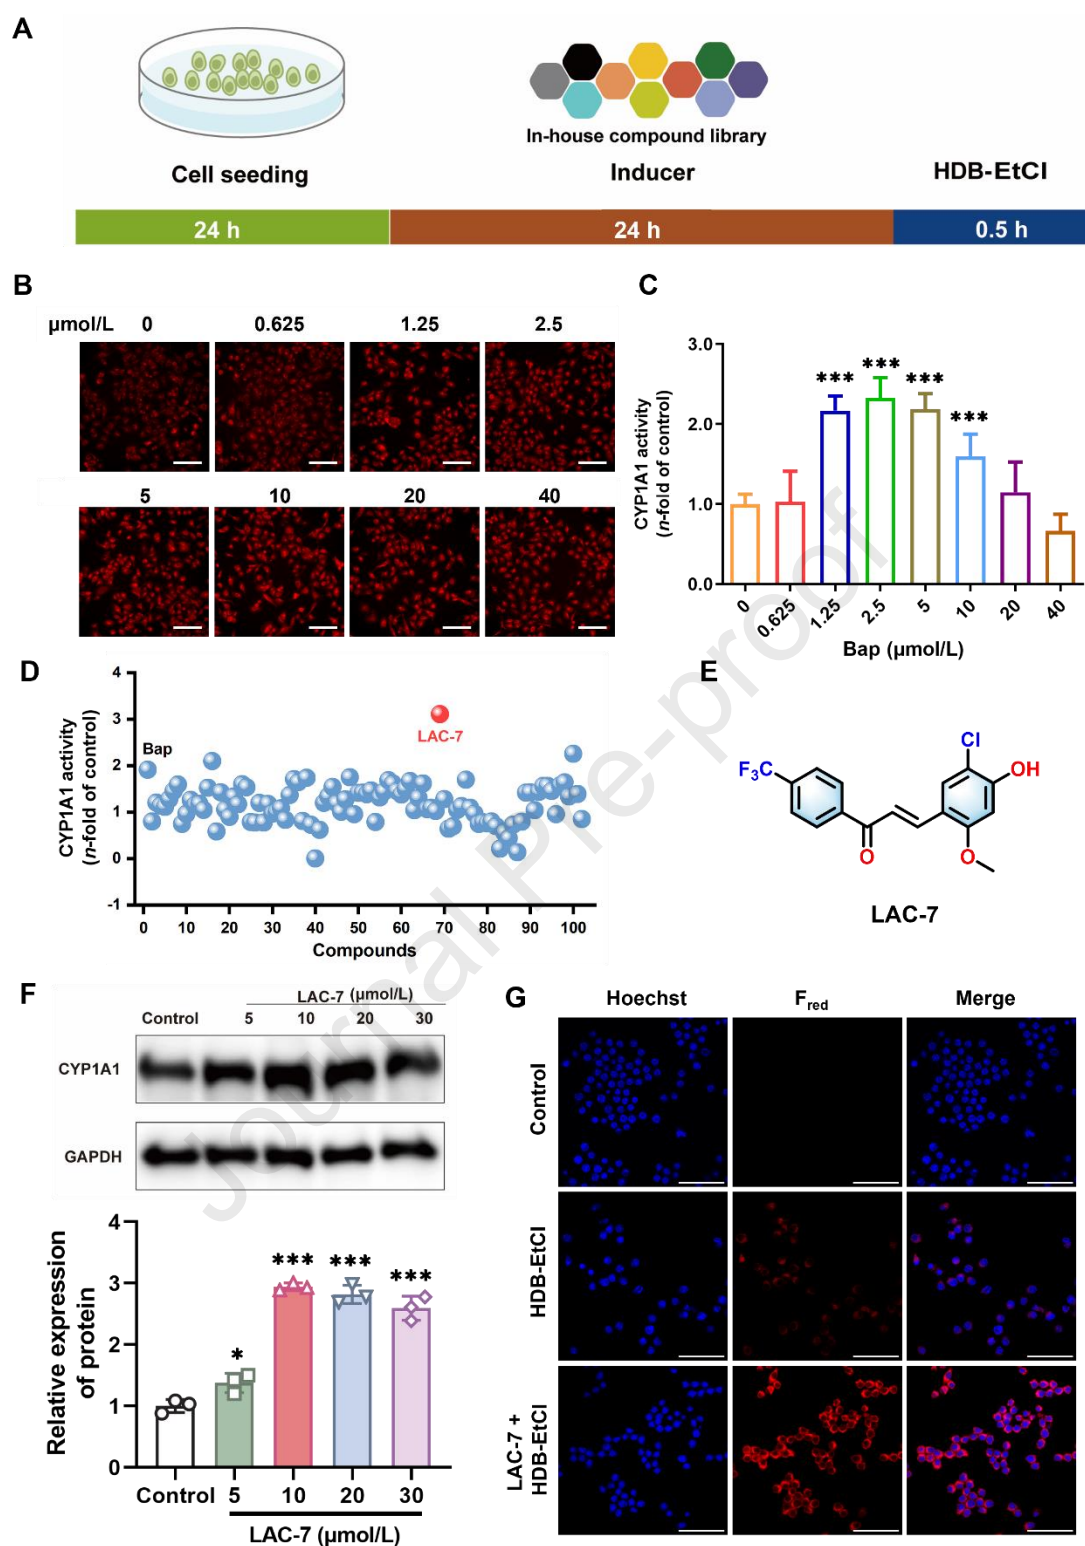 A
In-house compound library
Cell seeding
Inducer
HDB-EtCl
24 h
24 h
0.5 h
B
µmol/L 0 0.625 1.25 2.5
5 10 20 40
C
CYP1A1 activity
(n-fold of control)
3.0
2.0
1.0
0.0
***
***
***
***
0 0.625 1.25 2.5 5 10 20 40
Bap (µmol/L)
D
CYP1A1 activity
(n-fold of control)
4
3
2
1
0
-1
Bap
LAC-7
0 10 20 30 40 50 60 70 80 90 100
Compounds
E
F3C
Cl
OH
O
O
LAC-7
F
LAC-7 (µmol/L)
Control 5 10 20 30
CYP1A1
GAPDH
Relative expression
of protein
4
3
2
1
0
*
***
***
***
Control 5 10 20 30
LAC-7 (µmol/L)
G
Hoechst Fred Merge
Control
HDB-EtCl
LAC-7 +
HDB-EtCl
Journal Pre-proof